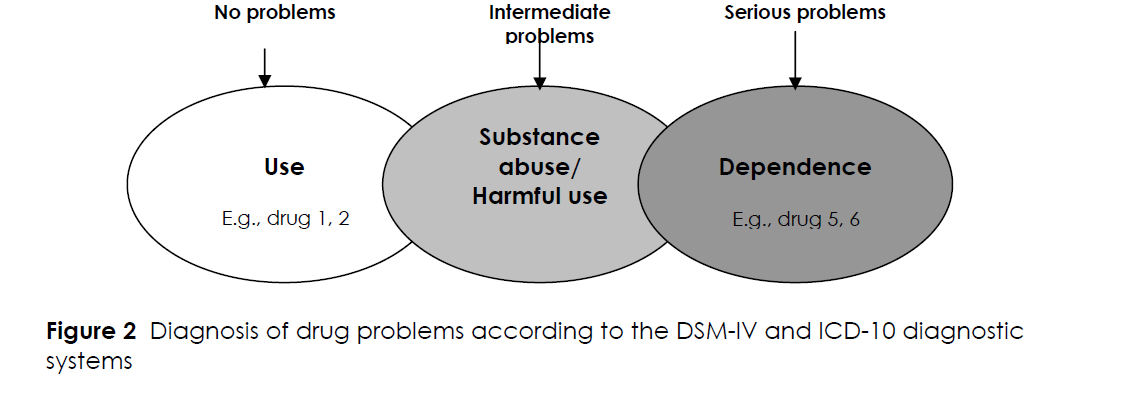 No problems
Intermediate
problems
Serious problems
Use
E.g., drug 1, 2
Substance
abuse/
Harmful use
Dependence
E.g., drug 5, 6
Figure 2 Diagnosis of drug problems according to the DSM-IV and ICD-10 diagnostic
systems